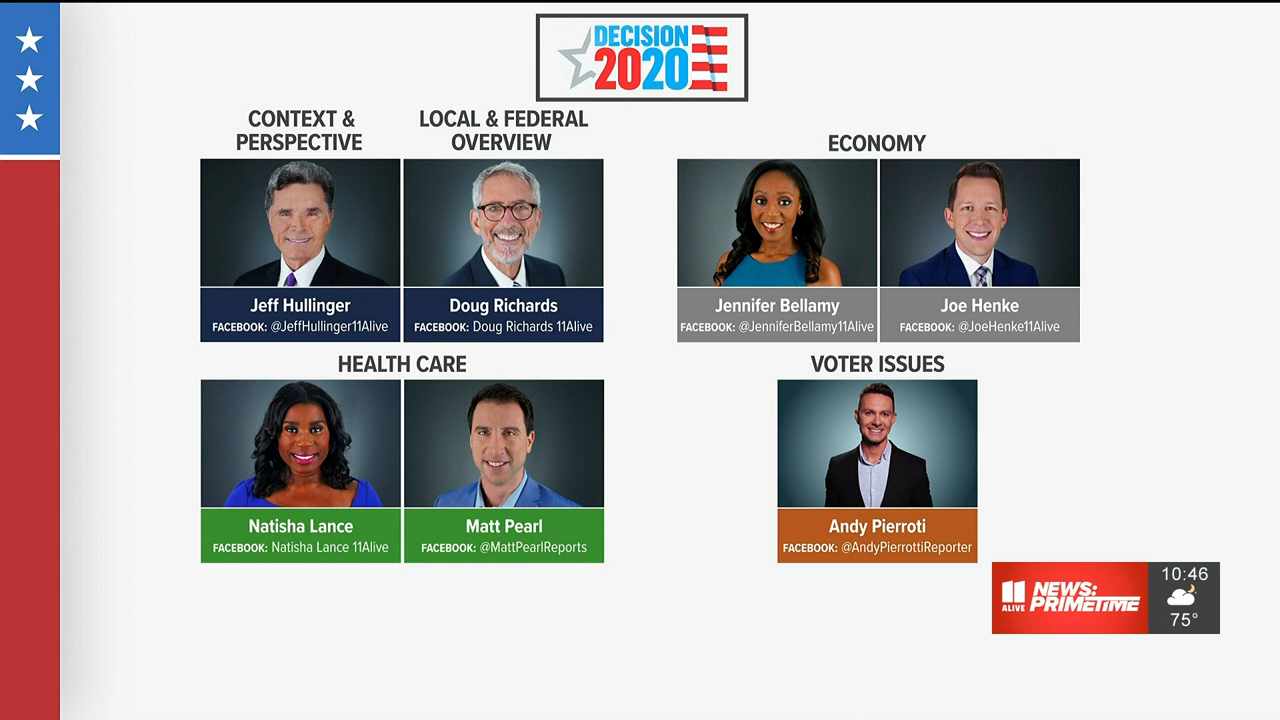 DECISION
2020
CONTEXT &
PERSPECTIVE
LOCAL & FEDERAL
OVERVIEW
Jeff Hullinger
FACEBOOK: @JeffHullinger11Alive
Doug Richards
FACEBOOK: Doug Richards 11Alive
ECONOMY
Jennifer Bellamy
FACEBOOK: @JenniferBellamy11Alive
Joe Henke
FACEBOOK: @JoeHenke11Alive
HEALTH CARE
Natisha Lance
FACEBOOK: Natisha Lance 11Alive
Matt Pearl
FACEBOOK: @MattPearlReports
VOTER ISSUES
Andy Pierroti
FACEBOOK: @AndyPierrottiReporter
11
ALIVE
NEWS:
PRIMETIME
10:46
75°